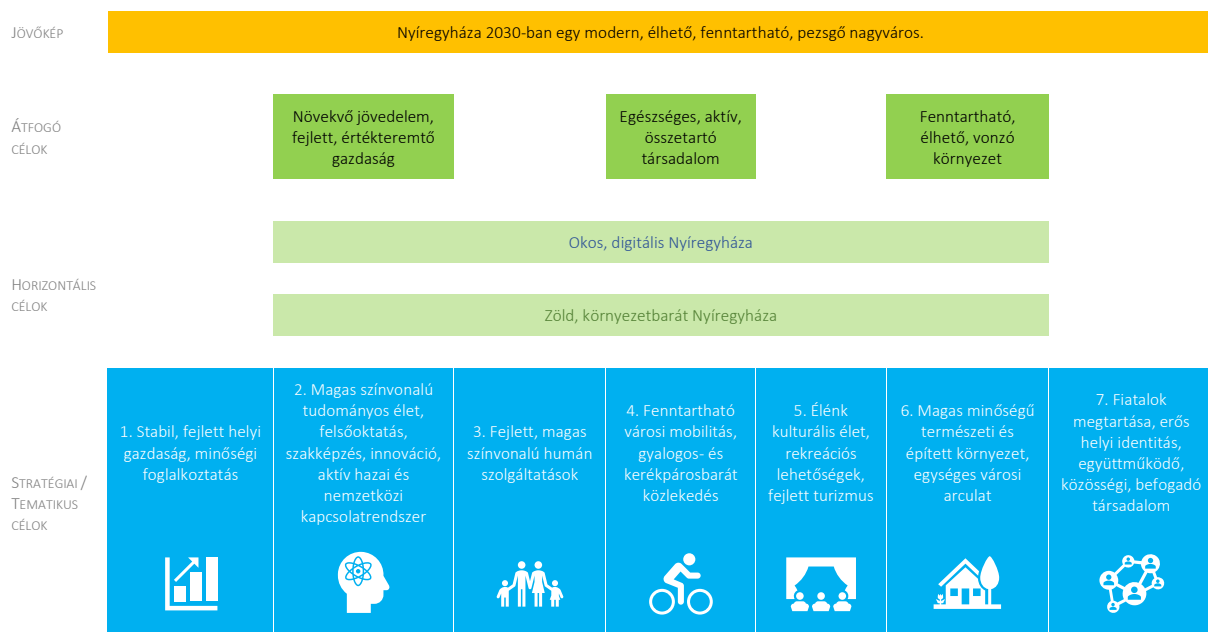 JÖVŐKÉP
Nyíregyháza 2030-ban egy modern, élhető, fenntartható, pezsgő nagyváros.
ÁTFOGÓ
CÉLOK
Növekvő jövedelem,
fejlett, értékteremtő
gazdaság
Egészséges, aktív,
összetartó
társadalom
Fenntartható,
élhető, vonzó
környezet
HORIZONTÁLIS
CÉLOK
Okos, digitális Nyíregyháza
Zöld, környezetbarát Nyíregyháza
STRATÉGIAI /
TEMATIKUS
CÉLOK
1. Stabil, fejlett helyi
gazdaság, minőségi
foglalkoztatás
2. Magas színvonalú
tudományos élet,
felsőoktatás,
szakképzés, innováció,
aktív hazai és
nemzetközi
kapcsolatrendszer
3. Fejlett, magas
színvonalú humán
szolgáltatások
4. Fenntartható
városi mobilitás,
gyalogos- és
kerékpárosbarát
közlekedés
5. Élénk
kulturális élet,
rekreációs
lehetőségek,
fejlett turizmus
6. Magas minőségű
természeti és
épített környezet,
egységes városi
arculat
7. Fiatalok
megtartása, erős
helyi identitás,
együttműködő,
közösségi, befogadó
társadalom